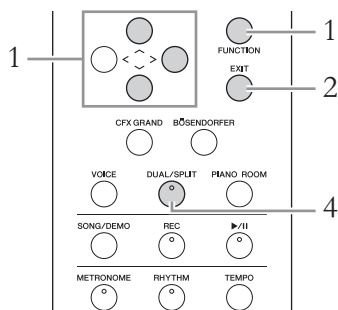 1
1
FUNCTION
EXIT
2
CFX GRAND BÖSENDORFER
VOICE DUAL/SPLIT PIANO ROOM
4
SONG/DEMO REC ▶/II
METRONOME RHYTHM TEMPO